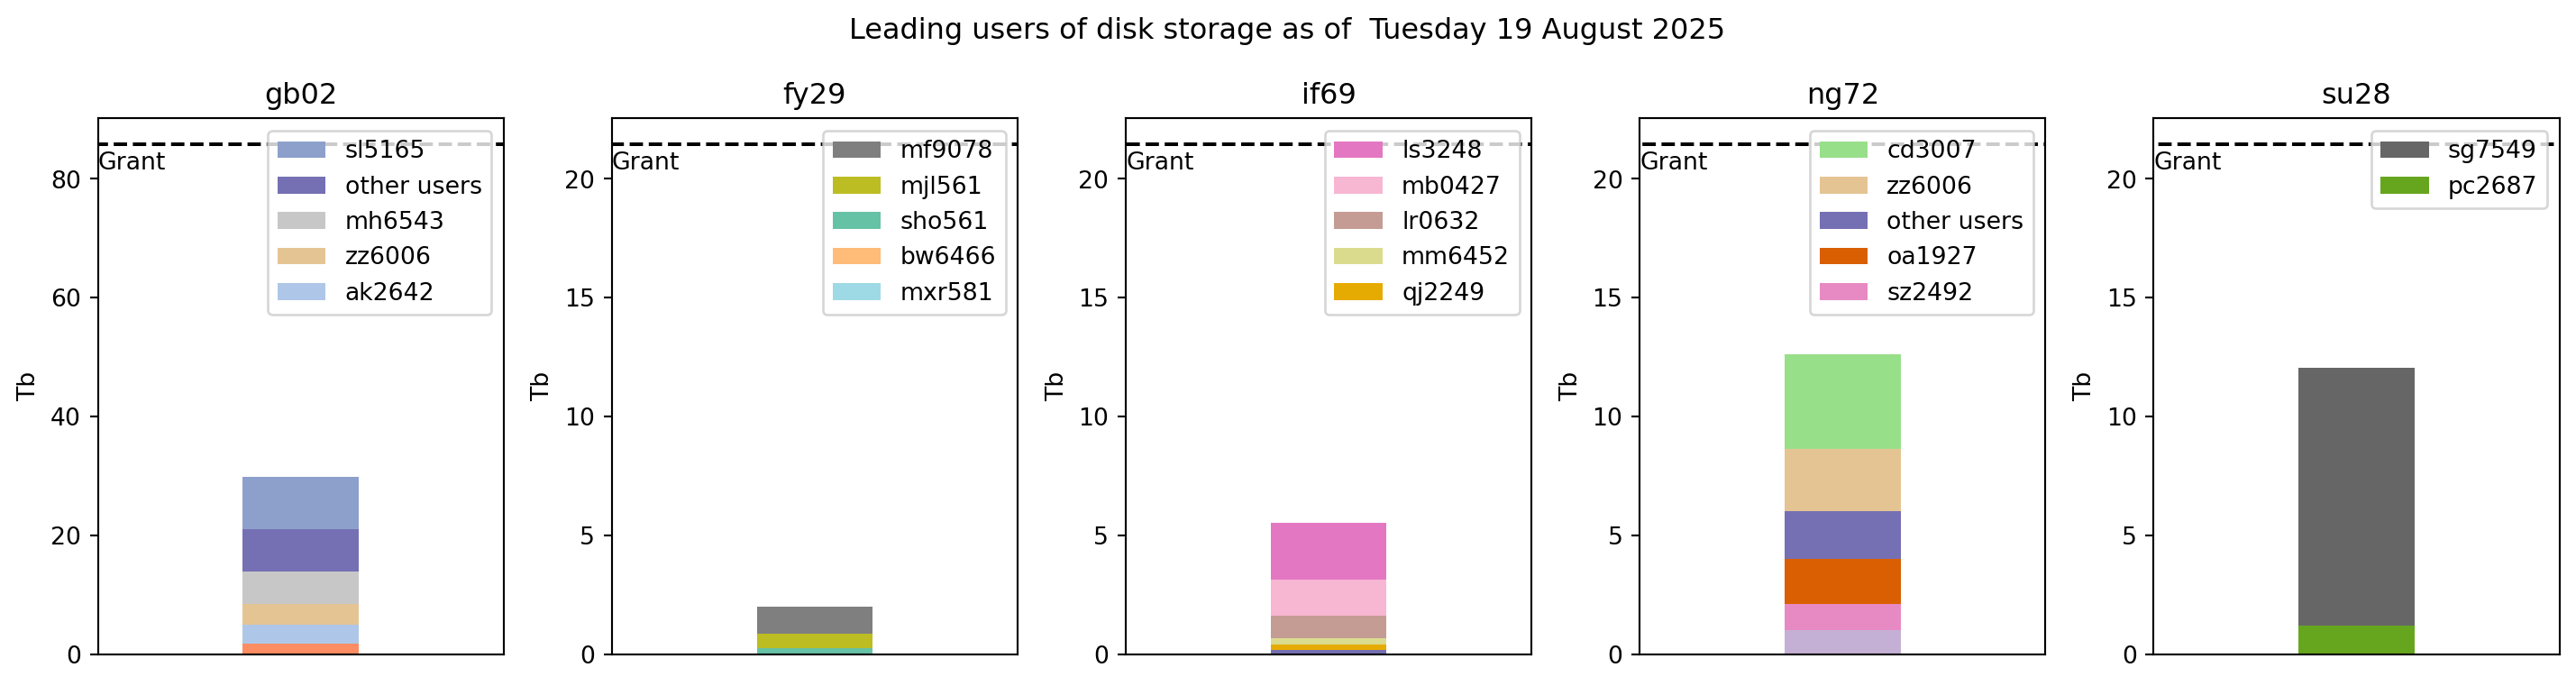 Leading users of disk storage as of  Tuesday 19 August 2025
gb02
Grant
sl5165
other users
mh6543
zz6006
ak2642
80
60
40
20
0
Tb
fy29
Grant
mf9078
mjl561
sho561
bw6466
mxr581
20
15
10
5
0
Tb
if69
Grant
ls3248
mb0427
lr0632
mm6452
qj2249
20
15
10
5
0
Tb
ng72
Grant
cd3007
zz6006
other users
oa1927
sz2492
20
15
10
5
0
Tb
su28
Grant
sg7549
pc2687
20
15
10
5
0
Tb